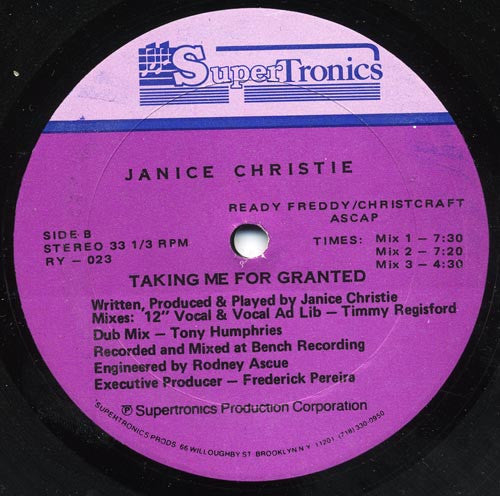 SuperTronics
JANICE CHRISTIE
READY FREDDY/CHRISTCRAFT
ASCAP
SIDE B
STEREO 33 1/3 RPM
RY – 023
TIMES: Mix 1 – 7:30
Mix 2 – 7:20
Mix 3 – 4:30
TAKING ME FOR GRANTED
Written, Produced & Played by Janice Christie
Mixes: 12" Vocal & Vocal Ad Lib – Timmy Regisford
Dub Mix – Tony Humphries
Recorded and Mixed at Bench Recording
Engineered by Rodney Ascue
Executive Producer – Frederick Pereira
℗ Supertronics Production Corporation
SUPERTRONICS PRODS. 66 WILLOUGHBY ST. BROOKLYN N.Y. 11201 (718) 330-0950